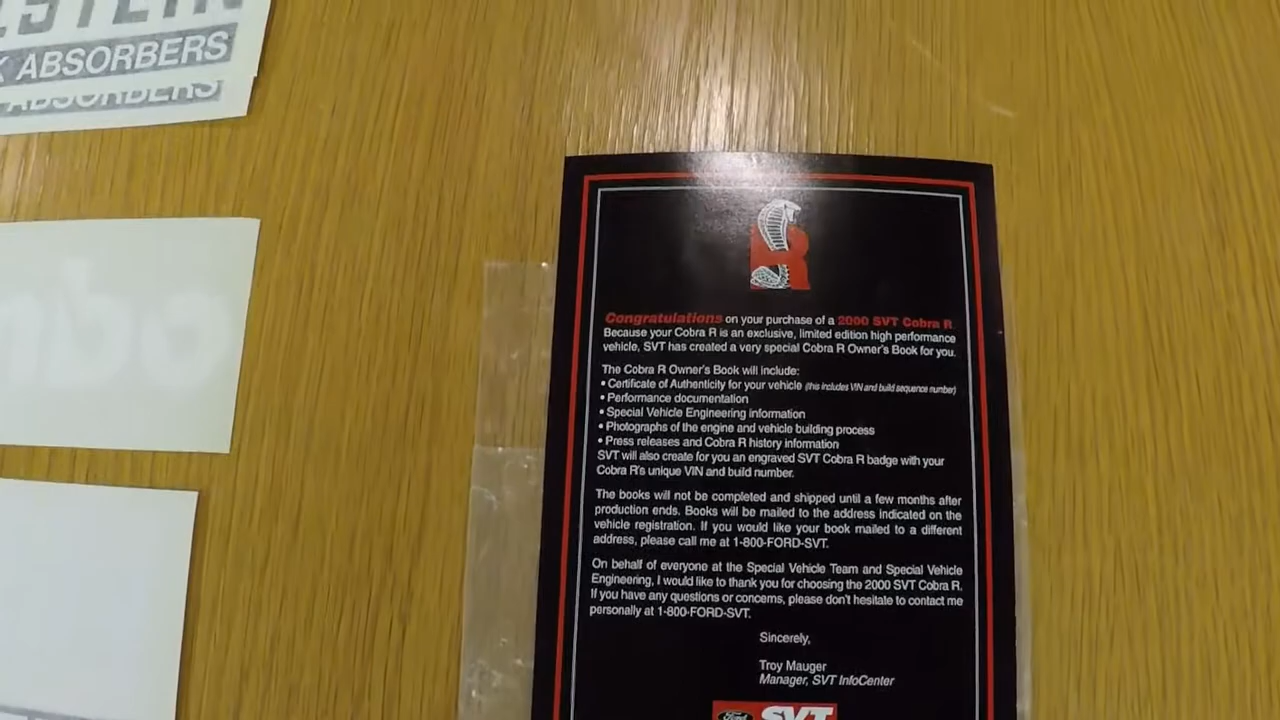 ABSORBERS
ABSORBERS
R
Congratulations on your purchase of a 2000 SVT Cobra R.
Because your Cobra R is an exclusive, limited edition high performance
vehicle, SVT has created a very special Cobra R Owner's Book for you.
The Cobra R Owner's Book will include:
• Certificate of Authenticity for your vehicle (this includes VIN and build sequence number)
• Performance documentation
• Special Vehicle Engineering information
• Photographs of the engine and vehicle building process
• Press releases and Cobra R history information
SVT will also create for you an engraved SVT Cobra R badge with your
Cobra R's unique VIN and build number.
The books will not be completed and shipped until a few months after
production ends. Books will be mailed to the address indicated on the
vehicle registration. If you would like your book mailed to a different
address, please call me at 1-800-FORD-SVT.
On behalf of everyone at the Special Vehicle Team and Special Vehicle
Engineering, I would like to thank you for choosing the 2000 SVT Cobra R.
If you have any questions or concerns, please don't hesitate to contact me
personally at 1-800-FORD-SVT.
Sincerely,
Troy Mauger
Manager, SVT InfoCenter
Ford SVT